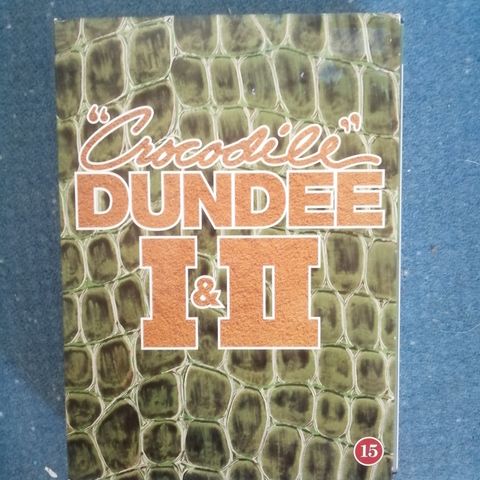 "Crocodile"
DUNDEE
I & II
15